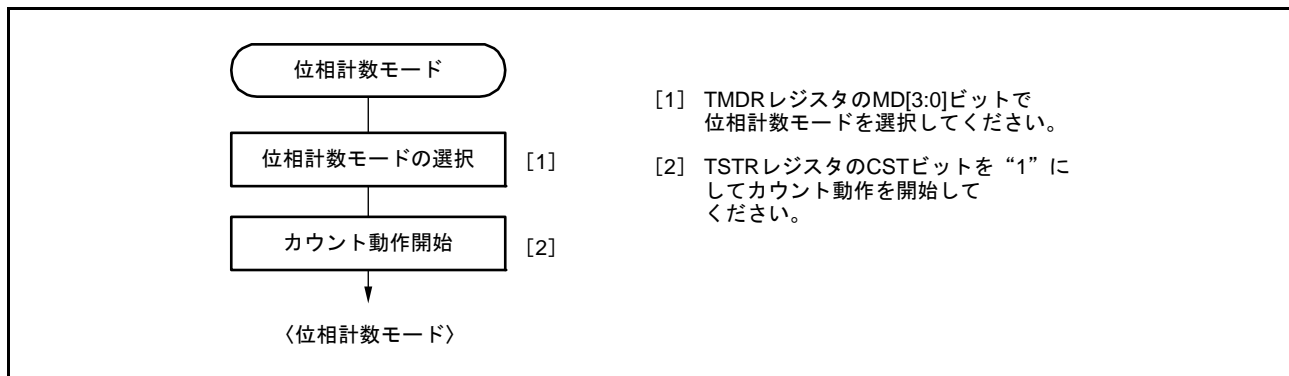 位相計数モード
位相計数モードの選択 [1]
カウント動作開始 [2]
〈位相計数モード〉
[1] TMDRレジスタのMD[3:0]ビットで
位相計数モードを選択してください。
[2] TSTRレジスタのCSTビットを“1”に
してカウント動作を開始して
ください。